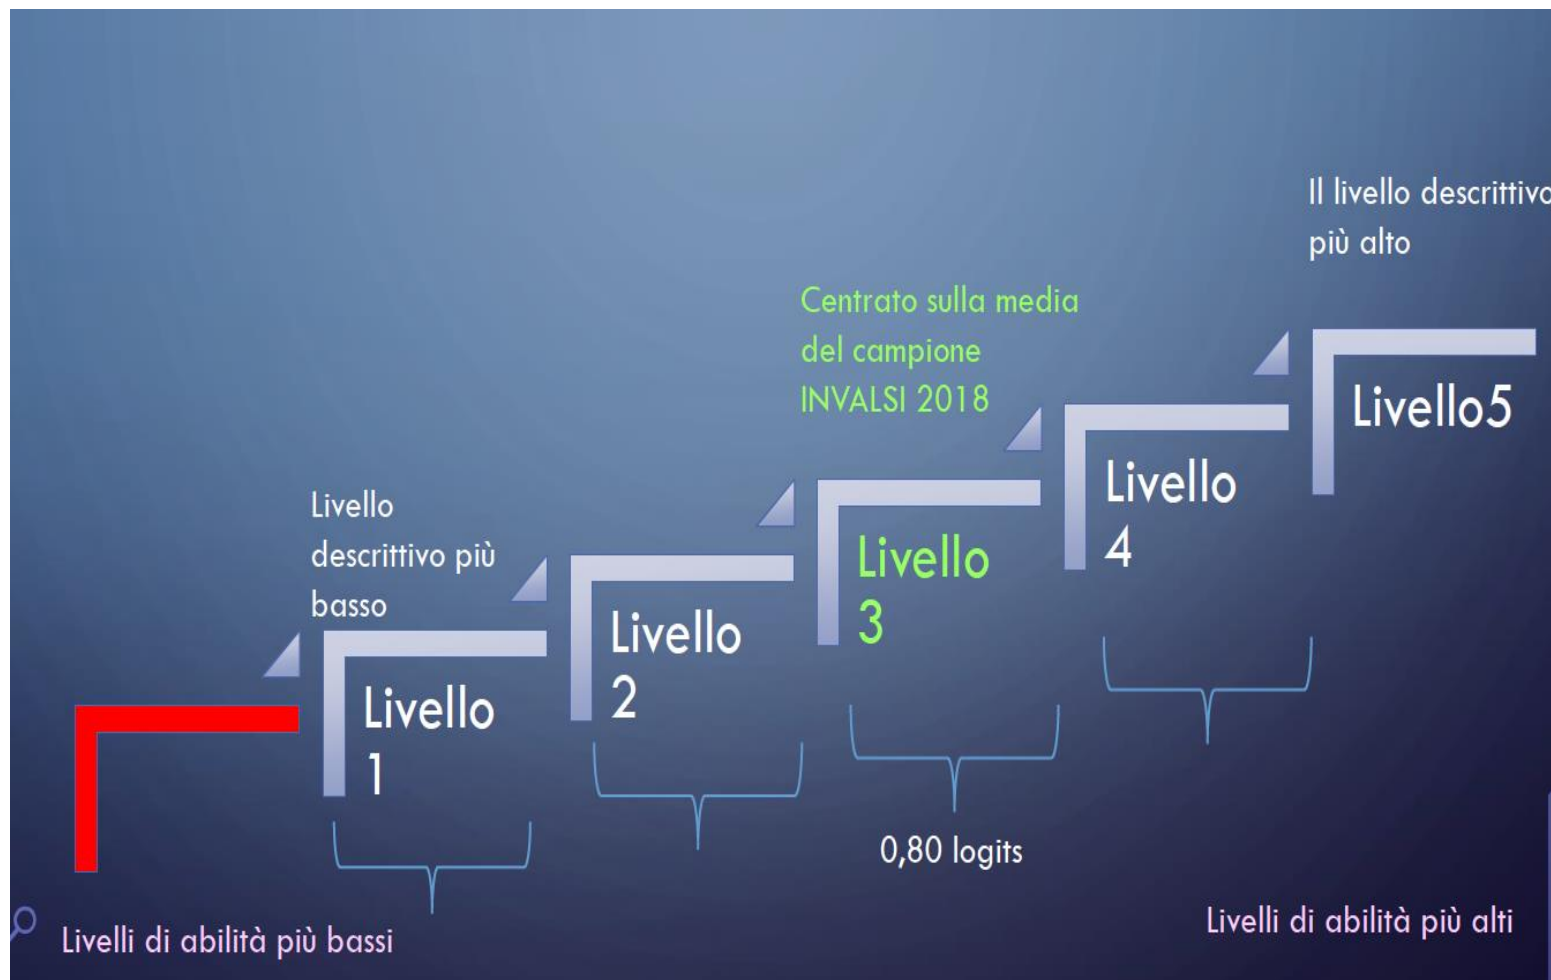 Il livello descrittivo
più alto
Centrato sulla media
del campione
INVALSI 2018
Livello5
Livello
4
Livello
descrittivo più
basso
Livello
3
Livello
2
Livello
1
0,80 logits
Livelli di abilità più bassi
Livelli di abilità più alti